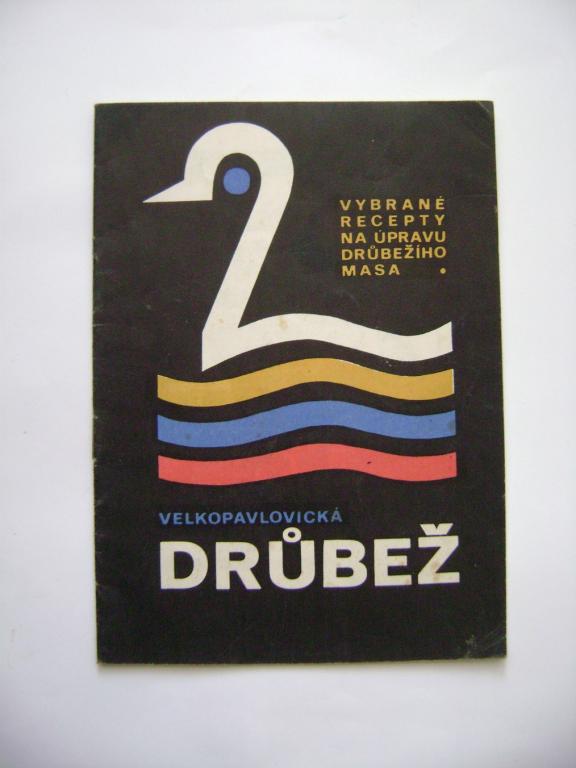 VYBRANÉ
RECEPTY
NA ÚPRAVU
DRŮBEŽÍHO
MASA .
VELKOPAVLOVICKÁ
DRŮBEŽ